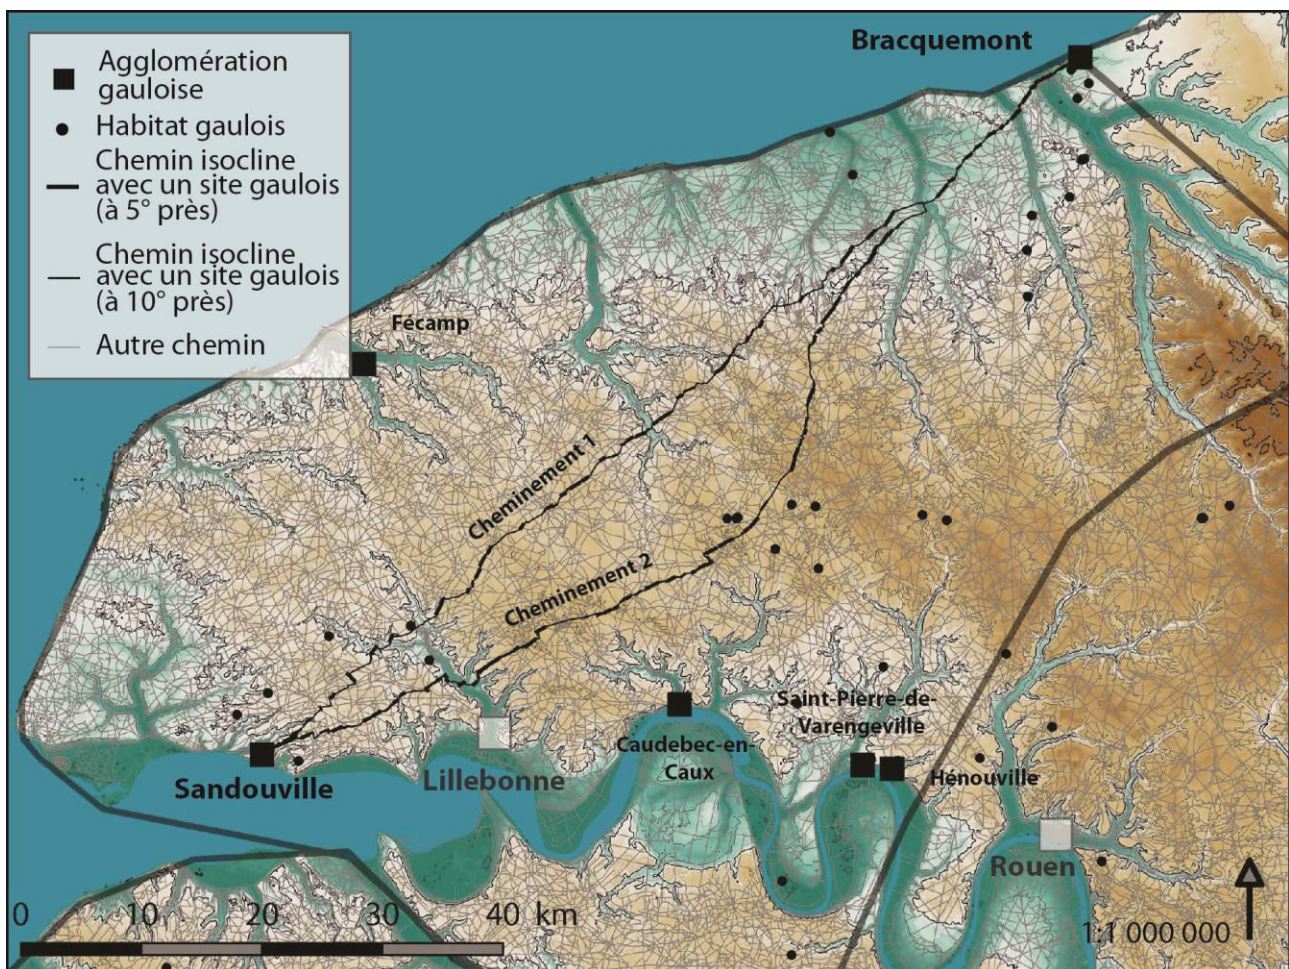 Bracquemont
Agglomération
gauloise
Habitat gaulois
Chemin isocline
avec un site gaulois
(à 5° près)
Chemin isocline
avec un site gaulois
(à 10° près)
Autre chemin
Fécamp
Cheminement 1
Cheminement 2
Saint-Pierre-de-
Varengeville
Caudebec-en-
Caux
Sandouville
Lillebonne
Hénouville
Rouen
0 10 20 30 40 km
1:1 000 000